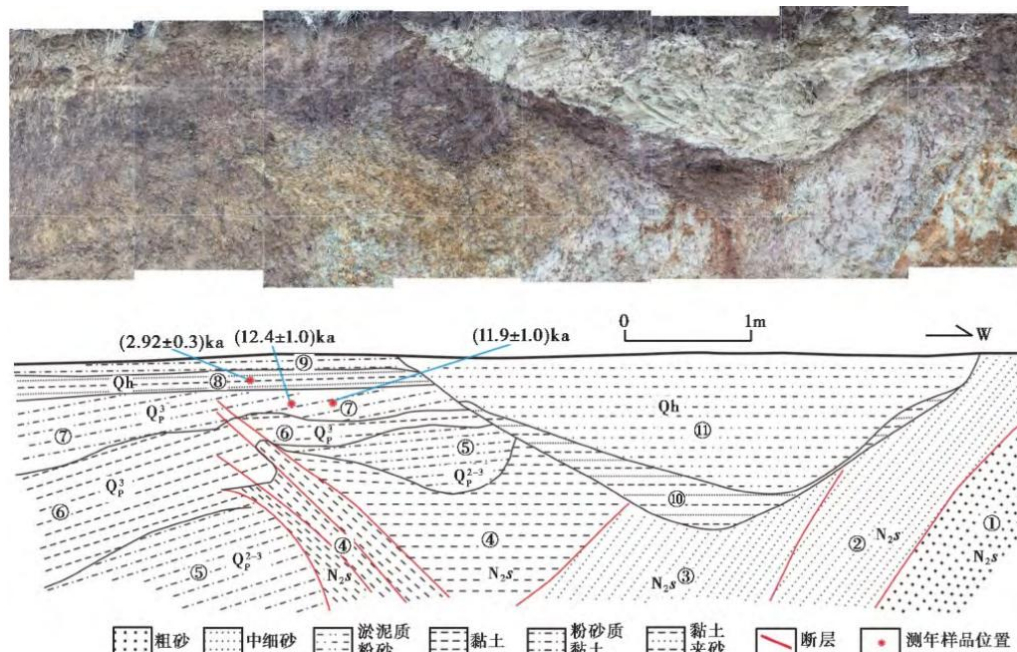 (2.92±0.3)ka
(12.4±1.0)ka
(11.9±1.0)ka
0 1m
W
⑨
Qh ⑧
Q_P^3 ⑦
⑦
⑥ Q_P^3
Qh
⑪
⑤
Q_P^{2-3}
Q_P^3
⑥
⑩
①
④
④
②
N₂s
Q_P^{2-3}
⑤
N₂s
N₂s
N₂s ③
N₂s
粗砂 中细砂 淤泥质粉砂 黏土 粉砂质黏土 黏土夹砂 断层 测年样品位置